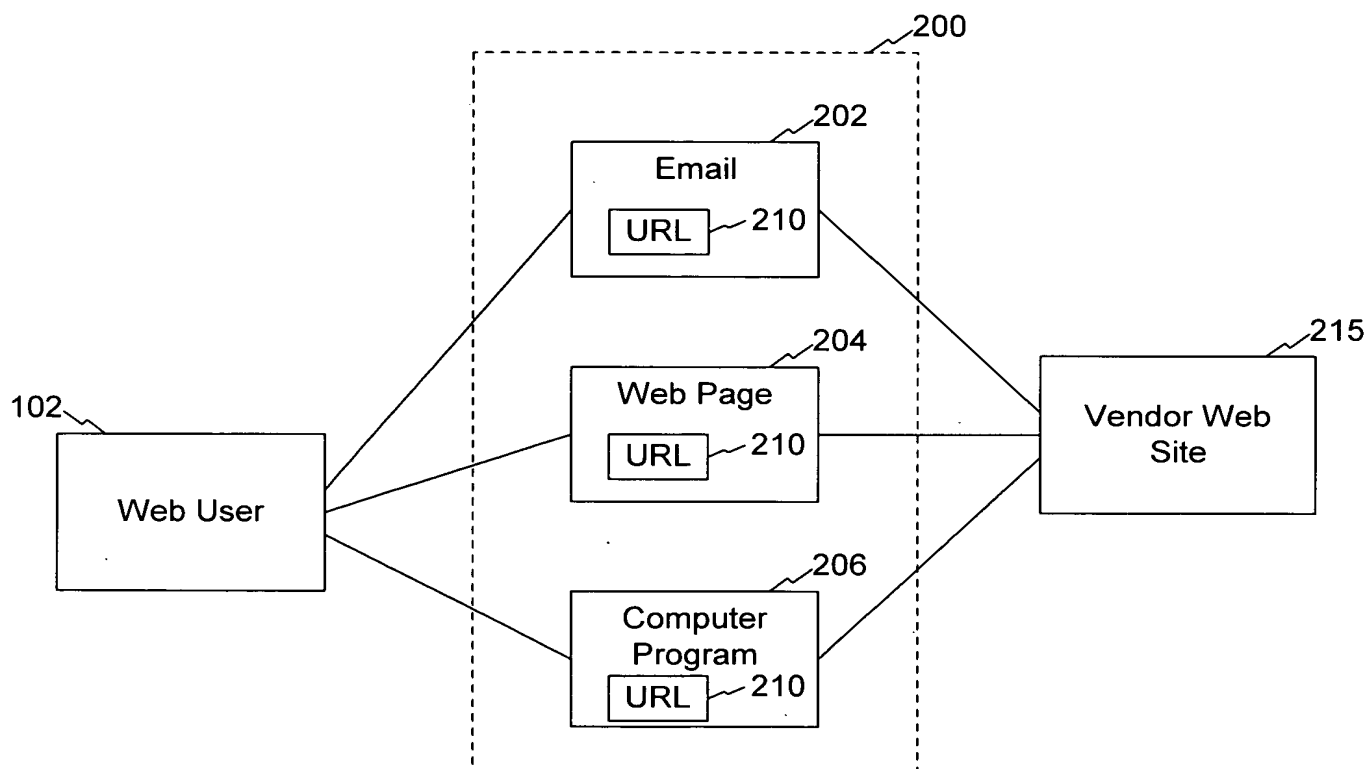 200
202
Email
URL
210
204
Web Page
URL
210
215
Vendor Web
Site
102
Web User
206
Computer
Program
URL
210